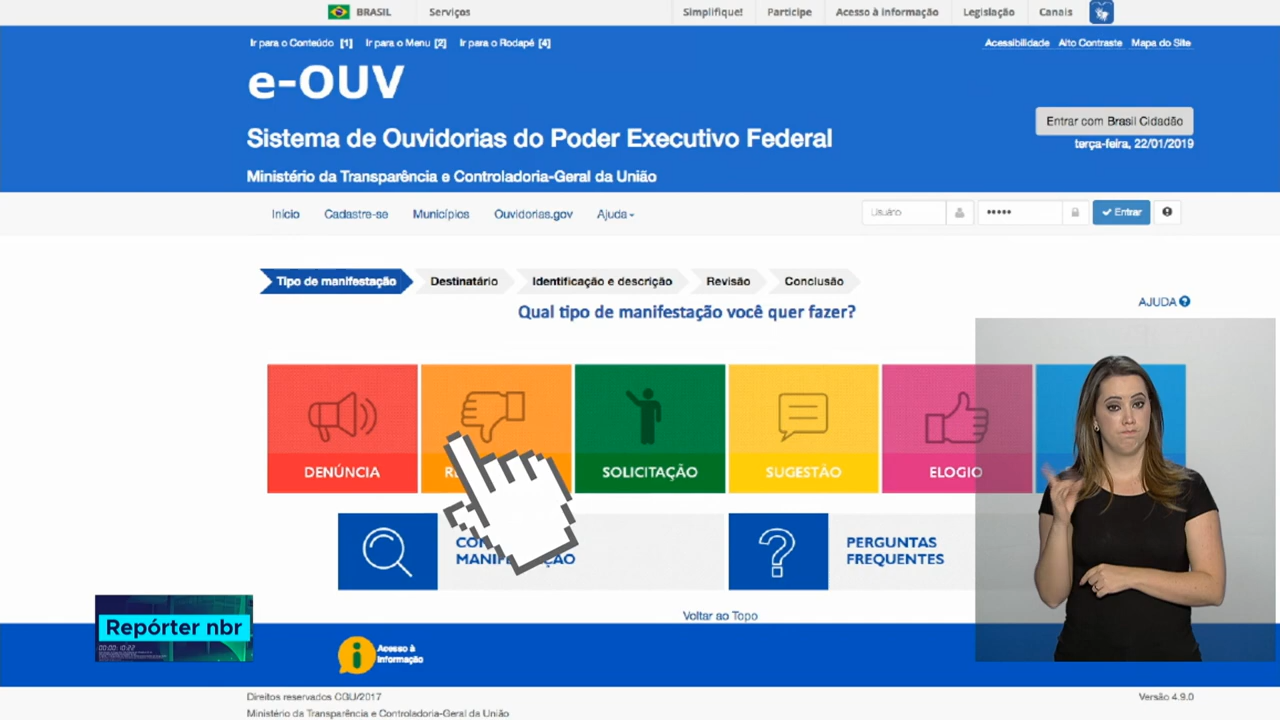 BRASIL Serviços Simplifique! Participe Acesso à informação Legislação Canais
Ir para o Conteúdo [1] Ir para o Menu [2] Ir para o Rodapé [4] Acessibilidade Alto Contraste Mapa do Site
e-OUV
Entrar com Brasil Cidadão
Sistema de Ouvidorias do Poder Executivo Federal
terça-feira, 22/01/2019
Ministério da Transparência e Controladoria-Geral da União
Início Cadastre-se Municípios Ouvidorias.gov Ajuda Usuário ••••• Entrar
Tipo de manifestação Destinatário Identificação e descrição Revisão Conclusão
AJUDA ?
Qual tipo de manifestação você quer fazer?
DENÚNCIA SOLICITAÇÃO SUGESTÃO ELOGIO
PERGUNTAS
FREQUENTES
Voltar ao Topo
Repórter nbr
Acesso à
Informação
Direitos reservados CGU/2017 Versão 4.9.0
Ministério da Transparência e Controladoria-Geral da União